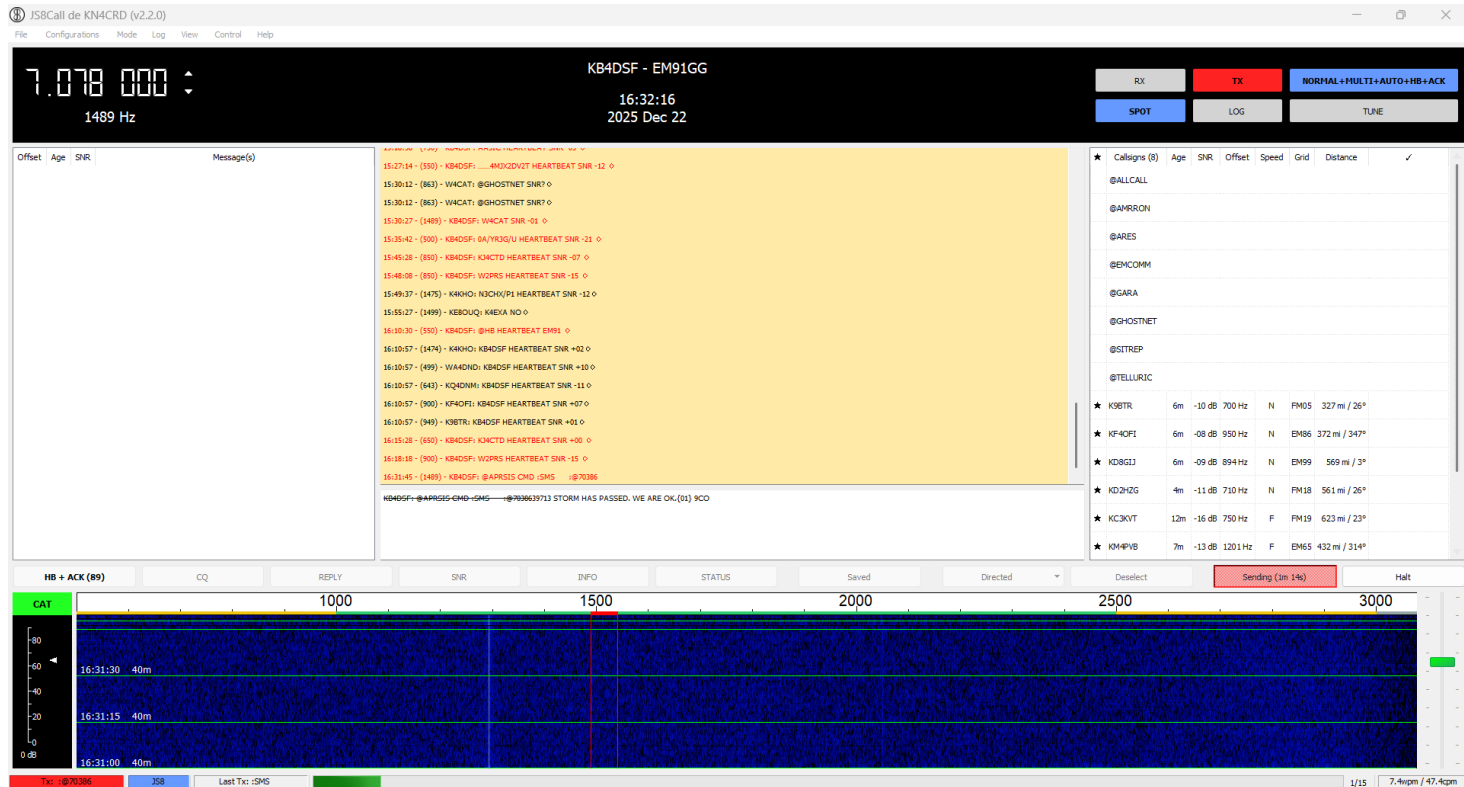 JS8Call de KN4CRD (v2.2.0)
File Configurations Mode Log View Control Help
7.078 000
1489 Hz
KB4DSF - EM91GG
16:32:16
2025 Dec 22
RX TX NORMAL+MULTI+AUTO+HB+ACK
SPOT LOG TUNE
Offset Age SNR Message(s)
15:27:14 - (550) - KB4DSF: .....4MJX2DV2T HEARTBEAT SNR -12 ◇
15:30:12 - (863) - W4CAT: @GHOSTNET SNR? ◇
15:30:12 - (863) - W4CAT: @GHOSTNET SNR? ◇
15:30:27 - (1489) - KB4DSF: W4CAT SNR -01 ◇
15:35:42 - (500) - KB4DSF: 0A/YR3G/U HEARTBEAT SNR -21 ◇
15:45:28 - (850) - KB4DSF: KJ4CTD HEARTBEAT SNR -07 ◇
15:48:08 - (850) - KB4DSF: W2PRS HEARTBEAT SNR -15 ◇
15:49:37 - (1475) - K4KHO: N3CHX/P1 HEARTBEAT SNR -12 ◇
15:55:27 - (1499) - KE8OUQ: K4EXA NO ◇
16:10:30 - (550) - KB4DSF: @HB HEARTBEAT EM91 ◇
16:10:57 - (1474) - K4KHO: KB4DSF HEARTBEAT SNR +02 ◇
16:10:57 - (499) - WA4DND: KB4DSF HEARTBEAT SNR +10 ◇
16:10:57 - (643) - KQ4DNM: KB4DSF HEARTBEAT SNR -11 ◇
16:10:57 - (900) - KF4OFI: KB4DSF HEARTBEAT SNR +07 ◇
16:10:57 - (949) - K9BTR: KB4DSF HEARTBEAT SNR +01 ◇
16:15:28 - (650) - KB4DSF: KJ4CTD HEARTBEAT SNR +00 ◇
16:18:18 - (900) - KB4DSF: W2PRS HEARTBEAT SNR -15 ◇
16:31:45 - (1489) - KB4DSF: @APRSIS CMD :SMS :@70386
KB4DSF: @APRSIS CMD :SMS :@7038639713 STORM HAS PASSED. WE ARE OK.{01} 9CO
★ Callsigns (8) Age SNR Offset Speed Grid Distance ✓
@ALLCALL
@AMRRON
@ARES
@EMCOMM
@GARA
@GHOSTNET
@SITREP
@TELLURIC
★ K9BTR 6m -10 dB 700 Hz N FM05 327 mi / 26°
★ KF4OFI 6m -08 dB 950 Hz N EM86 372 mi / 347°
★ KD8GIJ 6m -09 dB 894 Hz N EM99 569 mi / 3°
★ KD2HZG 4m -11 dB 710 Hz N FM18 561 mi / 26°
★ KC3KVT 12m -16 dB 750 Hz F FM19 623 mi / 23°
★ KM4PVB 7m -13 dB 1201 Hz F EM65 432 mi / 314°
HB + ACK (89) CQ REPLY SNR INFO STATUS Saved Directed Deselect Sending (1m 14s) Halt
CAT 1000 1500 2000 2500 3000
80
60
40
20
0
0 dB
16:31:30 40m
16:31:15 40m
16:31:00 40m
Tx: :@70386 JS8 Last Tx: :SMS 1/15 7.4wpm / 47.4cpm